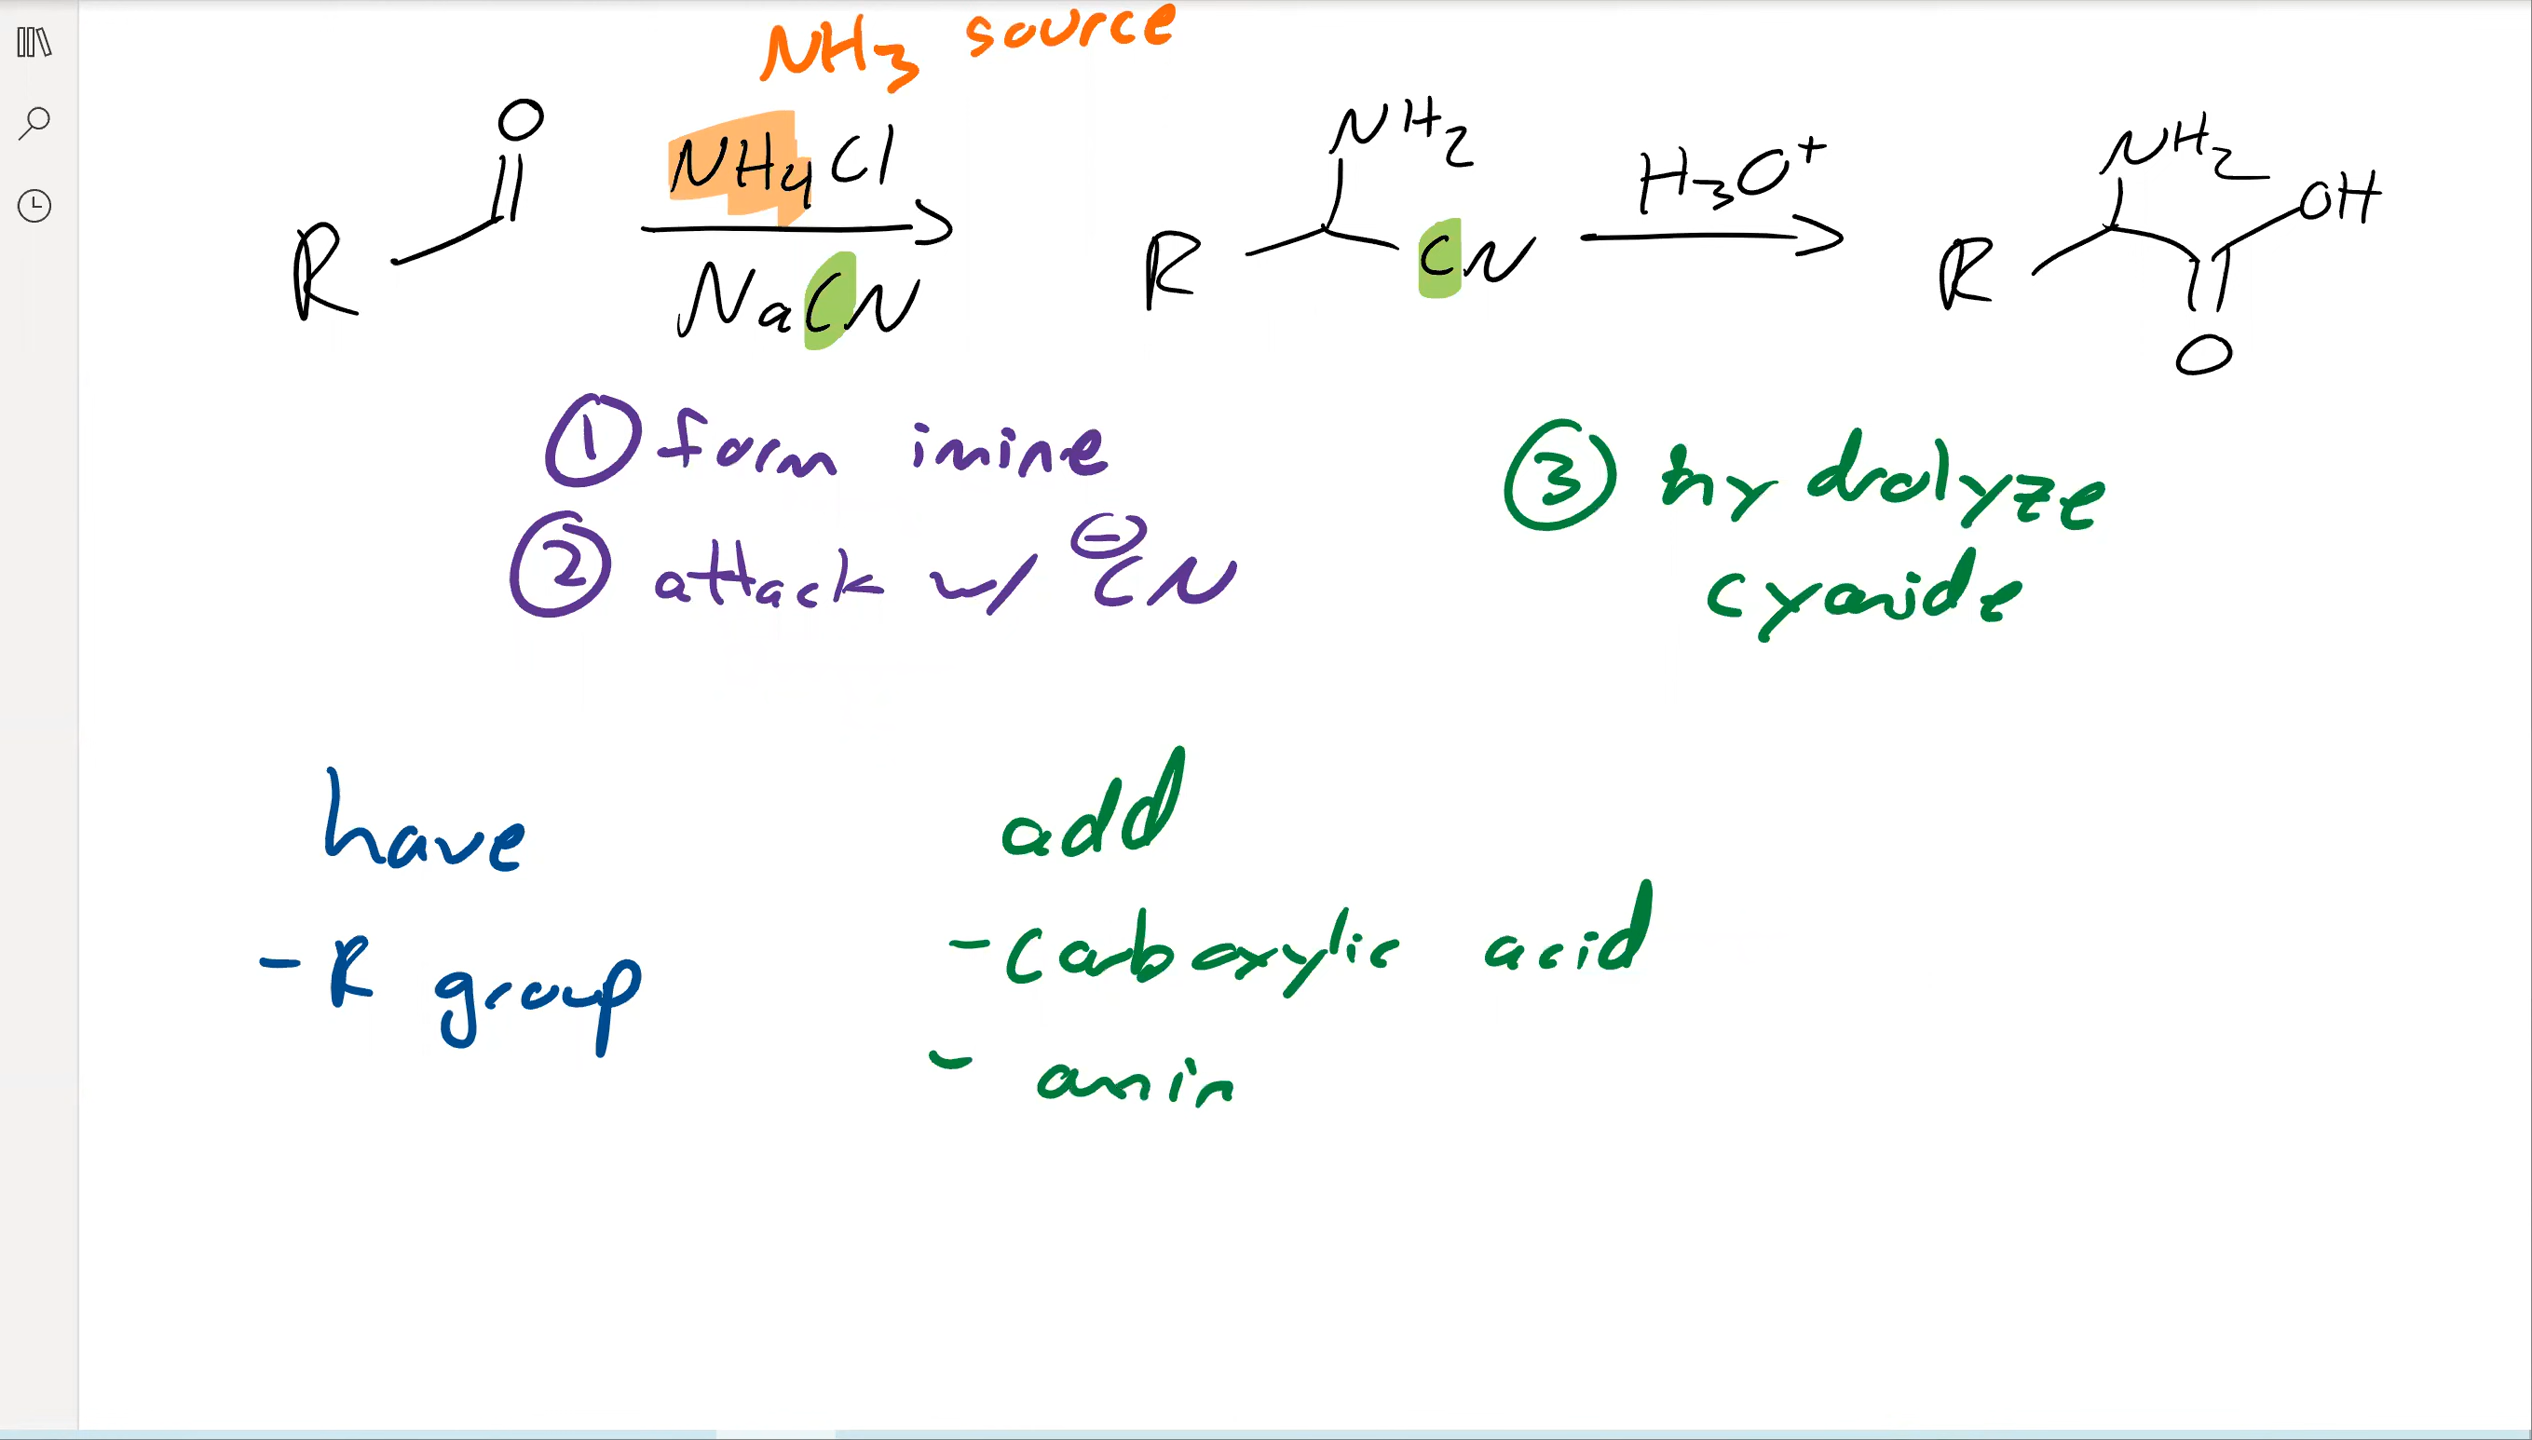 NH3 source
O
R
NH4Cl
NaCN
NH2
R CN
H3O+
NH2
OH
R
O
① form imine
② attack w/ ⊖CN
③ hydrolyze
cyanide
have
- R group
add
- carboxylic acid
- amin